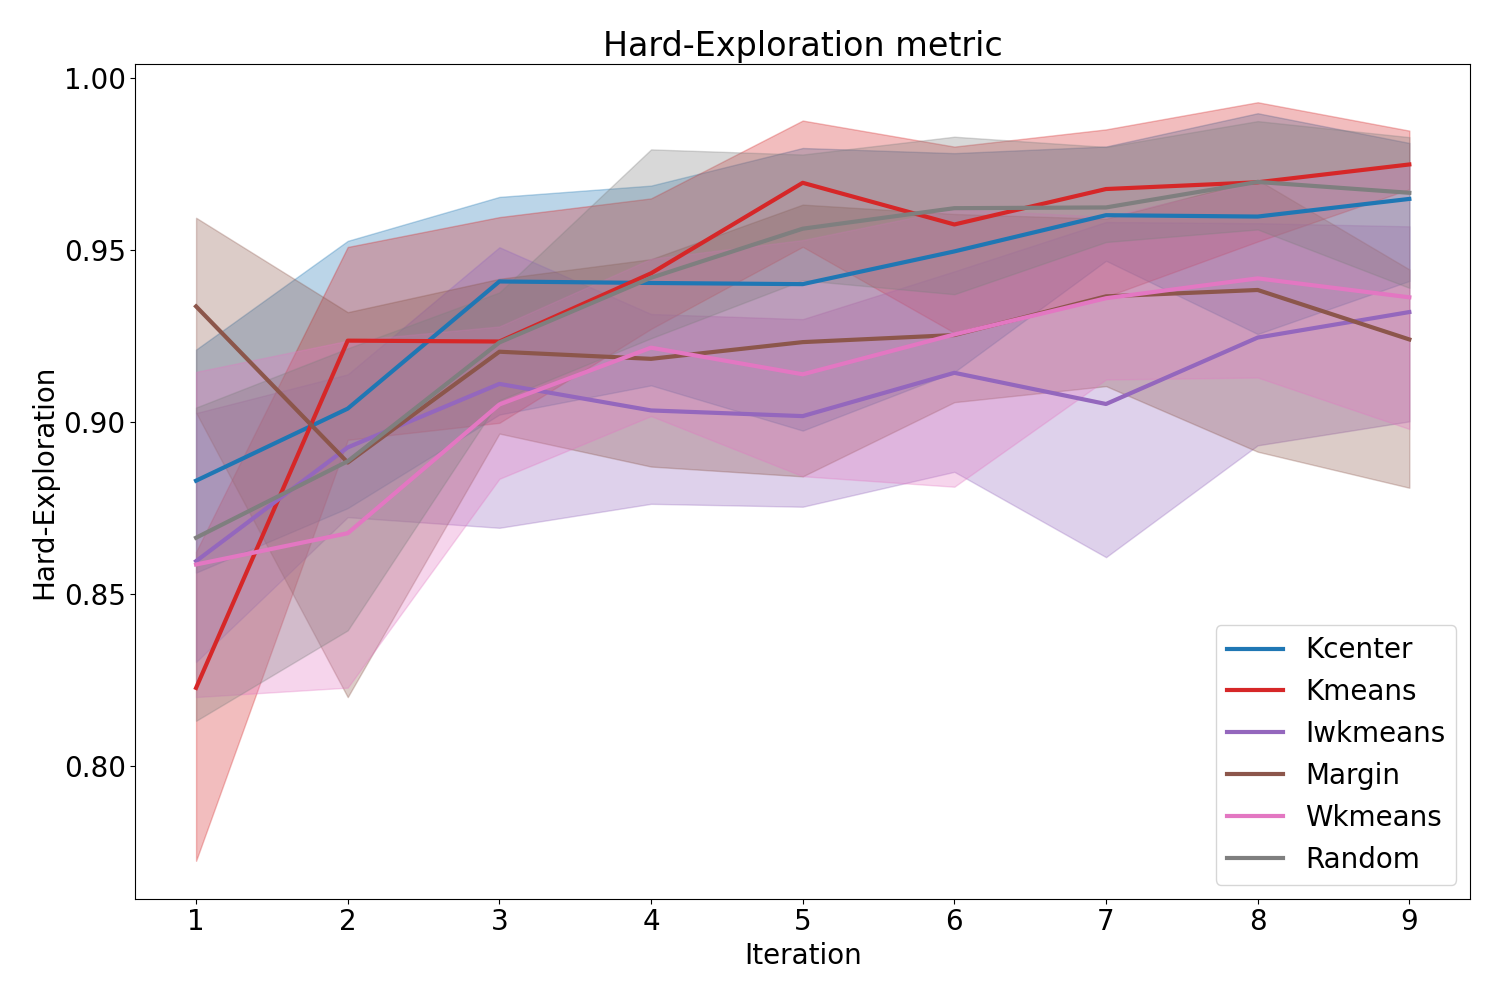 Hard-Exploration metric
Hard-Exploration
1.00
0.95
0.90
0.85
0.80
1 2 3 4 5 6 7 8 9
Iteration
Kcenter
Kmeans
Iwkmeans
Margin
Wkmeans
Random